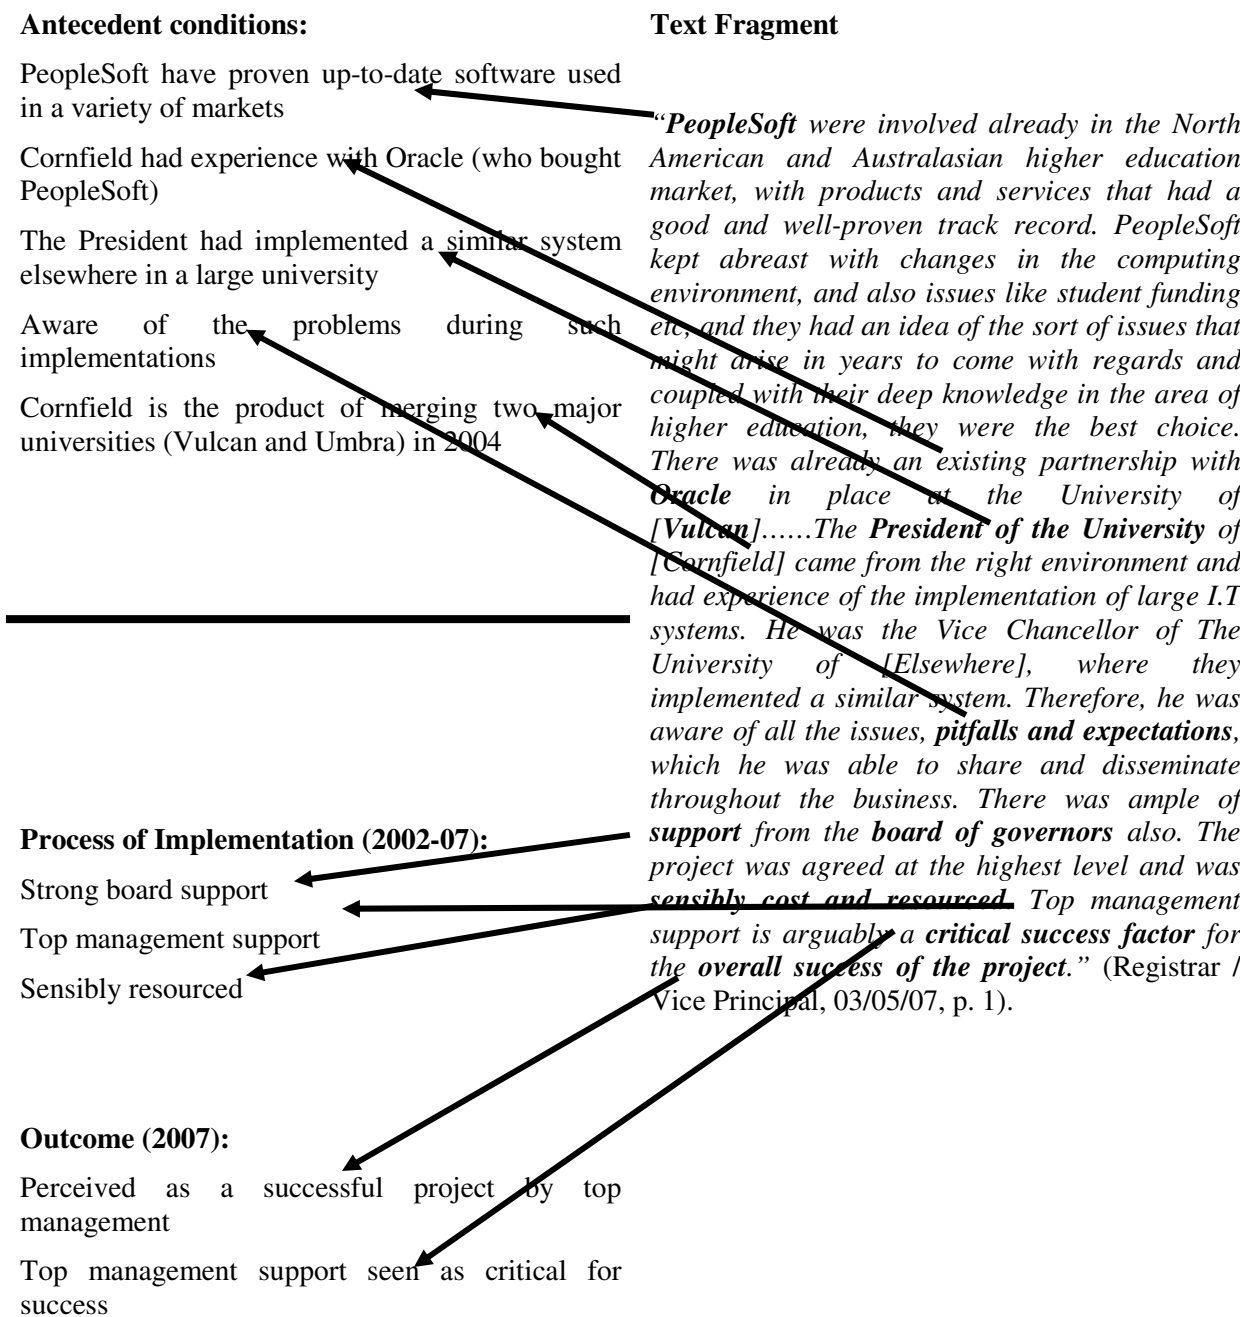 Antecedent conditions:
PeopleSoft have proven up-to-date software used
in a variety of markets
Cornfield had experience with Oracle (who bought
PeopleSoft)
The President had implemented a similar system
elsewhere in a large university
Aware of the problems during such
implementations
Cornfield is the product of merging two major
universities (Vulcan and Umbra) in 2004
Process of Implementation (2002-07):
Strong board support
Top management support
Sensibly resourced
Outcome (2007):
Perceived as a successful project by top
management
Top management support seen as critical for
success
Text Fragment
“PeopleSoft were involved already in the North
American and Australasian higher education
market, with products and services that had a
good and well-proven track record. PeopleSoft
kept abreast with changes in the computing
environment, and also issues like student funding
etc, and they had an idea of the sort of issues that
might arise in years to come with regards and
coupled with their deep knowledge in the area of
higher education, they were the best choice.
There was already an existing partnership with
Oracle in place at the University of
[Vulcan]……The President of the University of
[Cornfield] came from the right environment and
had experience of the implementation of large I.T
systems. He was the Vice Chancellor of The
University of [Elsewhere], where they
implemented a similar system. Therefore, he was
aware of all the issues, pitfalls and expectations,
which he was able to share and disseminate
throughout the business. There was ample of
support from the board of governors also. The
project was agreed at the highest level and was
sensibly cost and resourced. Top management
support is arguably a critical success factor for
the overall success of the project.” (Registrar /
Vice Principal, 03/05/07, p. 1).